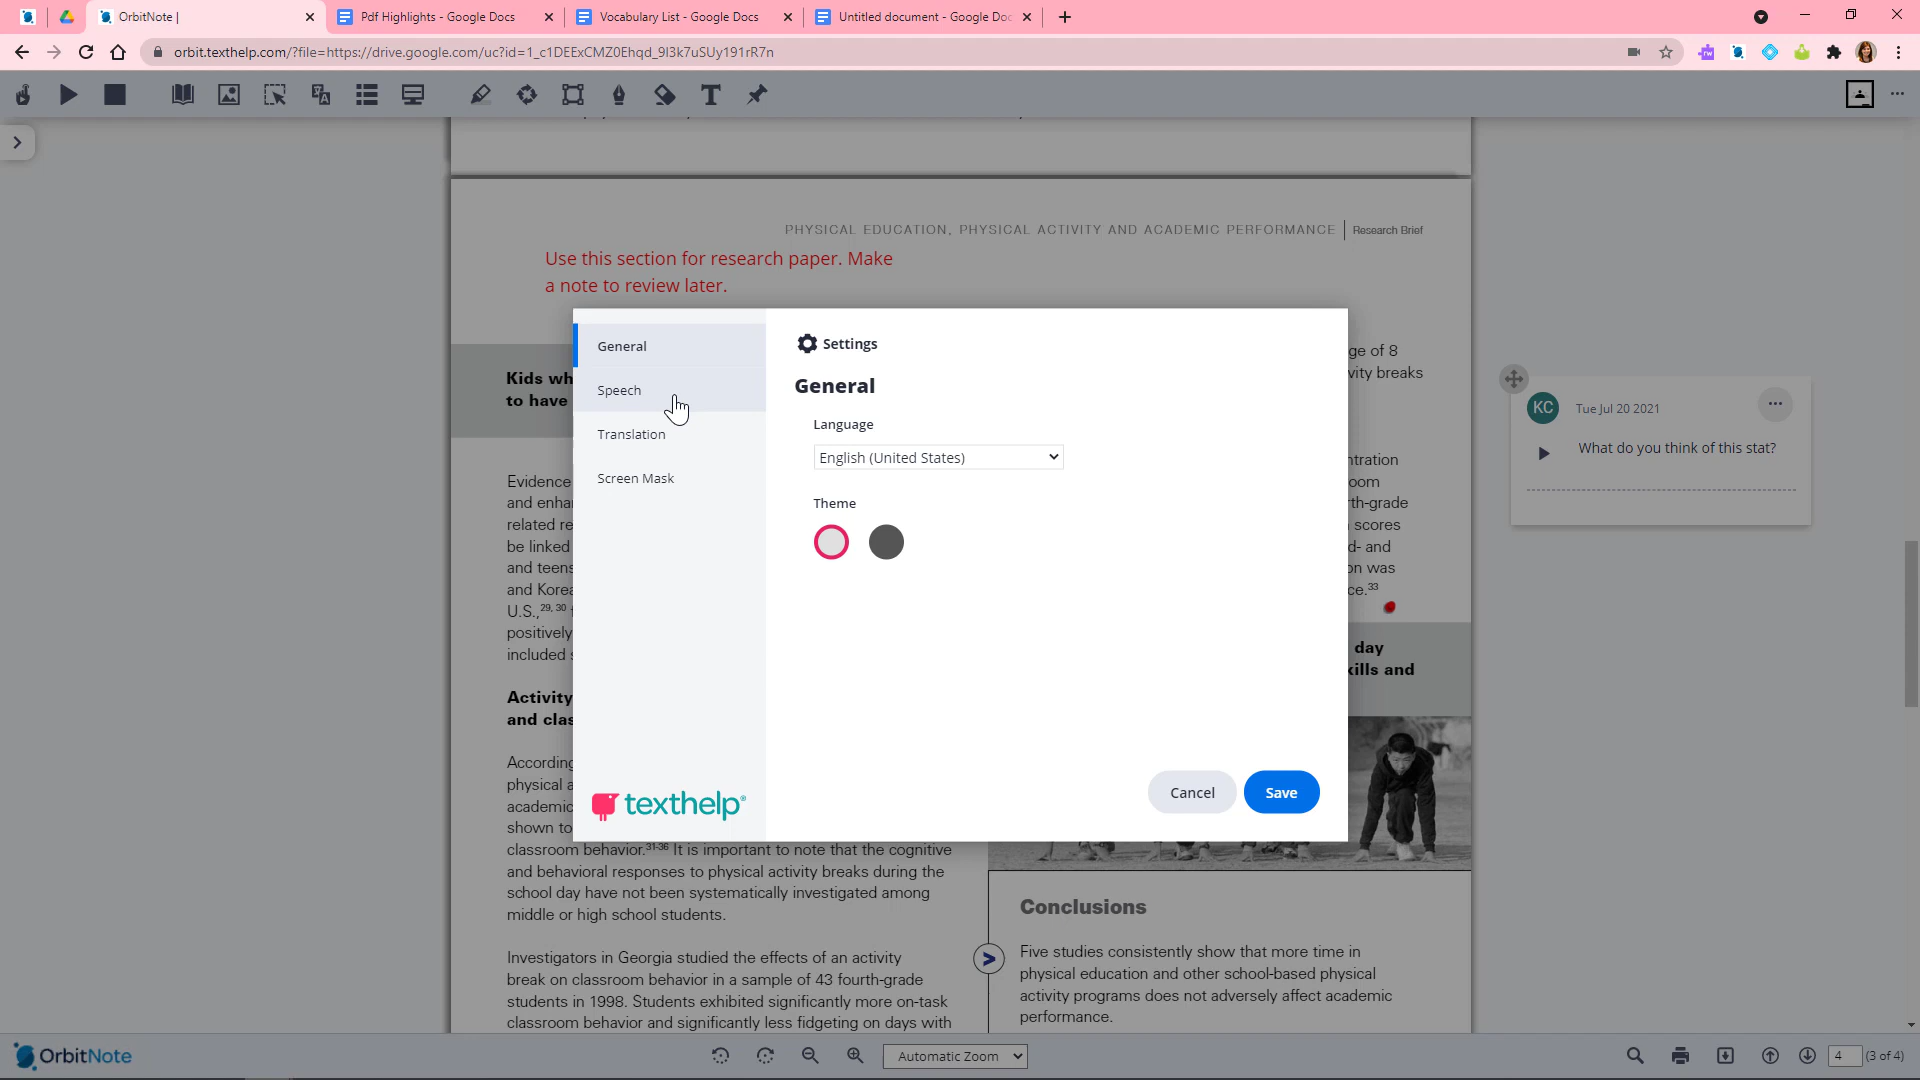 OrbitNote |
Pdf Highlights - Google Docs
Vocabulary List - Google Docs
Untitled document - Google Doc
orbit.texthelp.com/?file=https://drive.google.com/uc?id=1_c1DEExCMZ0Ehqd_9I3k7uSUy191rR7n
PHYSICAL EDUCATION, PHYSICAL ACTIVITY AND ACADEMIC PERFORMANCE
Research Brief
Use this section for research paper. Make
a note to review later.
Kids wh
to have
ge of 8
vity breaks
General
Speech
Translation
Screen Mask
Settings
General
Language
English (United States)
Theme
texthelp®
Cancel
Save
KC
Tue Jul 20 2021
What do you think of this stat?
Evidence
and enha
related re
be linked
and teens
and Korea
U.S.,29, 30
positively
included s
ntration
oom
rth-grade
scores
d- and
on was
ce.33
day
kills and
Activity
and clas
According
physical a
academic
shown to
classroom behavior.31-36 It is important to note that the cognitive
and behavioral responses to physical activity breaks during the
school day have not been systematically investigated among
middle or high school students.
Investigators in Georgia studied the effects of an activity
break on classroom behavior in a sample of 43 fourth-grade
students in 1998. Students exhibited significantly more on-task
classroom behavior and significantly less fidgeting on days with
Conclusions
Five studies consistently show that more time in
physical education and other school-based physical
activity programs does not adversely affect academic
performance.
OrbitNote
Automatic Zoom
4
(3 of 4)